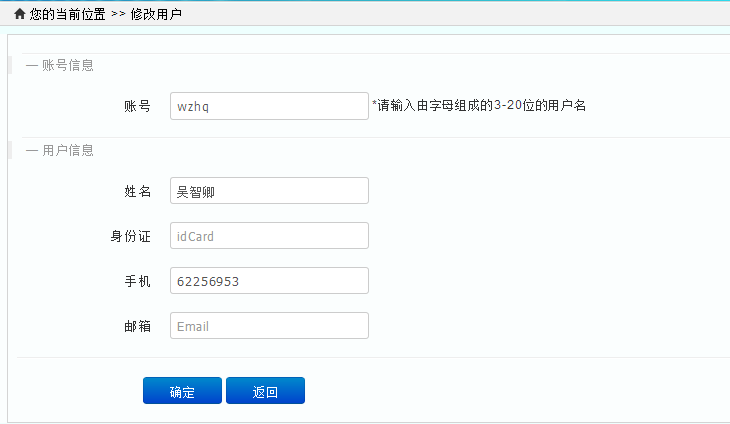 您的当前位置 >> 修改用户
— 账号信息
账号 wzhq *请输入由字母组成的3-20位的用户名
— 用户信息
姓名 吴智卿
身份证 idCard
手机 62256953
邮箱 Email
确定 返回